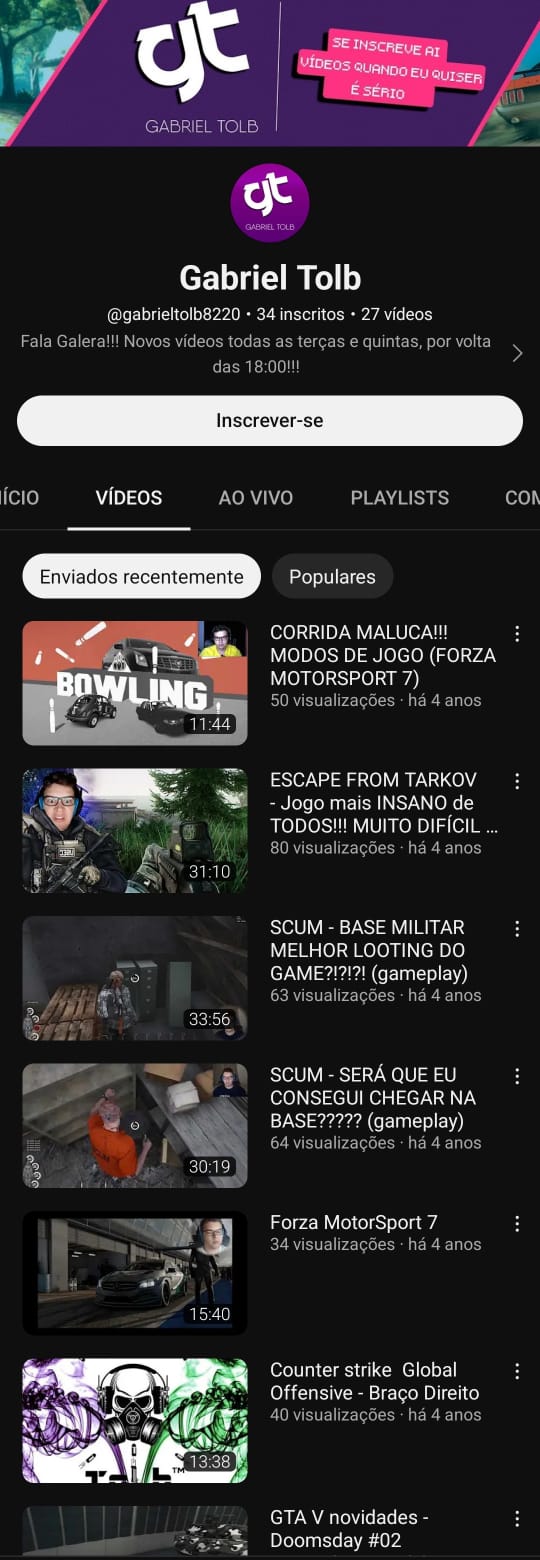 gt
GABRIEL TOLB
SE INSCREVE AI
VÍDEOS QUANDO EU QUISER
É SÉRIO
gt
GABRIEL TOLB
Gabriel Tolb
@gabrieltolb8220 • 34 inscritos • 27 vídeos
Fala Galera!!! Novos vídeos todas as terças e quintas, por volta
das 18:00!!!
Inscrever-se
ÍCIO VÍDEOS AO VIVO PLAYLISTS COM
Enviados recentemente Populares
BOWLING
11:44
CORRIDA MALUCA!!!
MODOS DE JOGO (FORZA
MOTORSPORT 7)
50 visualizações · há 4 anos
31:10
ESCAPE FROM TARKOV
- Jogo mais INSANO de
TODOS!!! MUITO DIFÍCIL ...
80 visualizações · há 4 anos
33:56
SCUM - BASE MILITAR
MELHOR LOOTING DO
GAME?!?!?! (gameplay)
63 visualizações · há 4 anos
30:19
SCUM - SERÁ QUE EU
CONSEGUI CHEGAR NA
BASE????? (gameplay)
64 visualizações · há 4 anos
15:40
Forza MotorSport 7
34 visualizações · há 4 anos
13:38
Counter strike  Global
Offensive - Braço Direito
40 visualizações · há 4 anos
GTA V novidades -
Doomsday #02